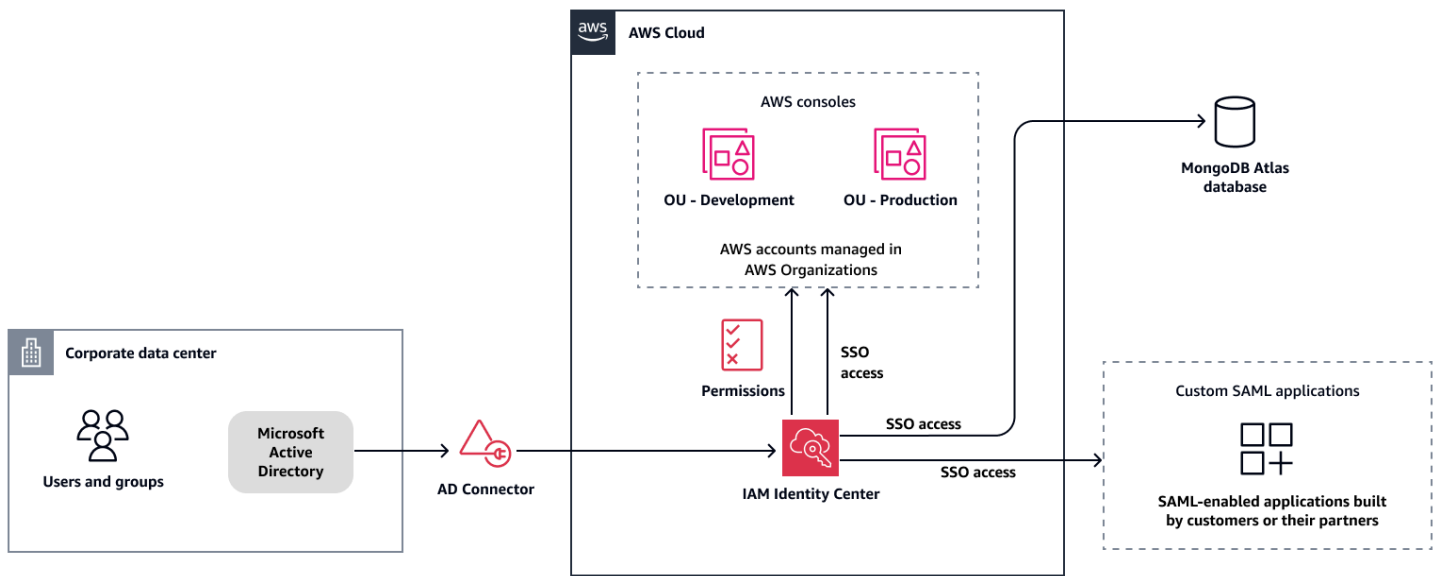 aws
AWS Cloud
AWS consoles
OU - Development
OU - Production
AWS accounts managed in
AWS Organizations
MongoDB Atlas
database
Corporate data center
Users and groups
Microsoft
Active
Directory
AD Connector
Permissions
SSO
access
SSO access
SSO access
IAM Identity Center
Custom SAML applications
SAML-enabled applications built
by customers or their partners